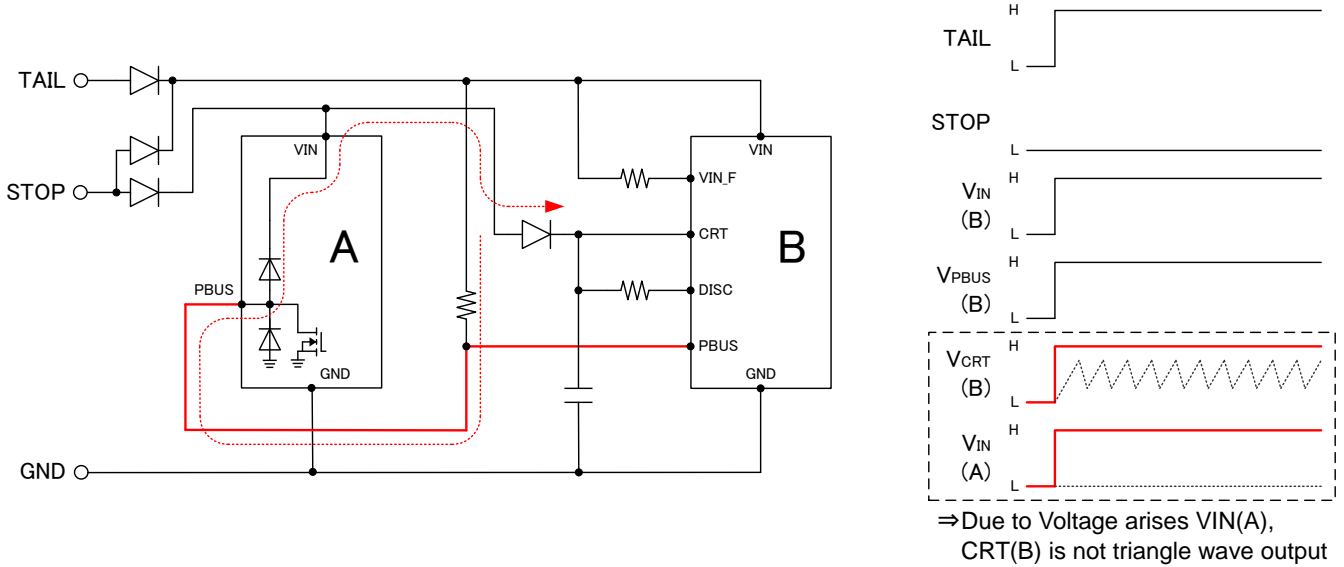 TAIL
STOP
GND
VIN
A
PBUS
GND
VIN
VIN_F
CRT
B
DISC
PBUS
GND
H
TAIL
L
STOP
L
H
VIN
(B)
L
H
VPBUS
(B)
L
H
VCRT
(B)
L
H
VIN
(A)
L
⇒Due to Voltage arises VIN(A),
CRT(B) is not triangle wave output